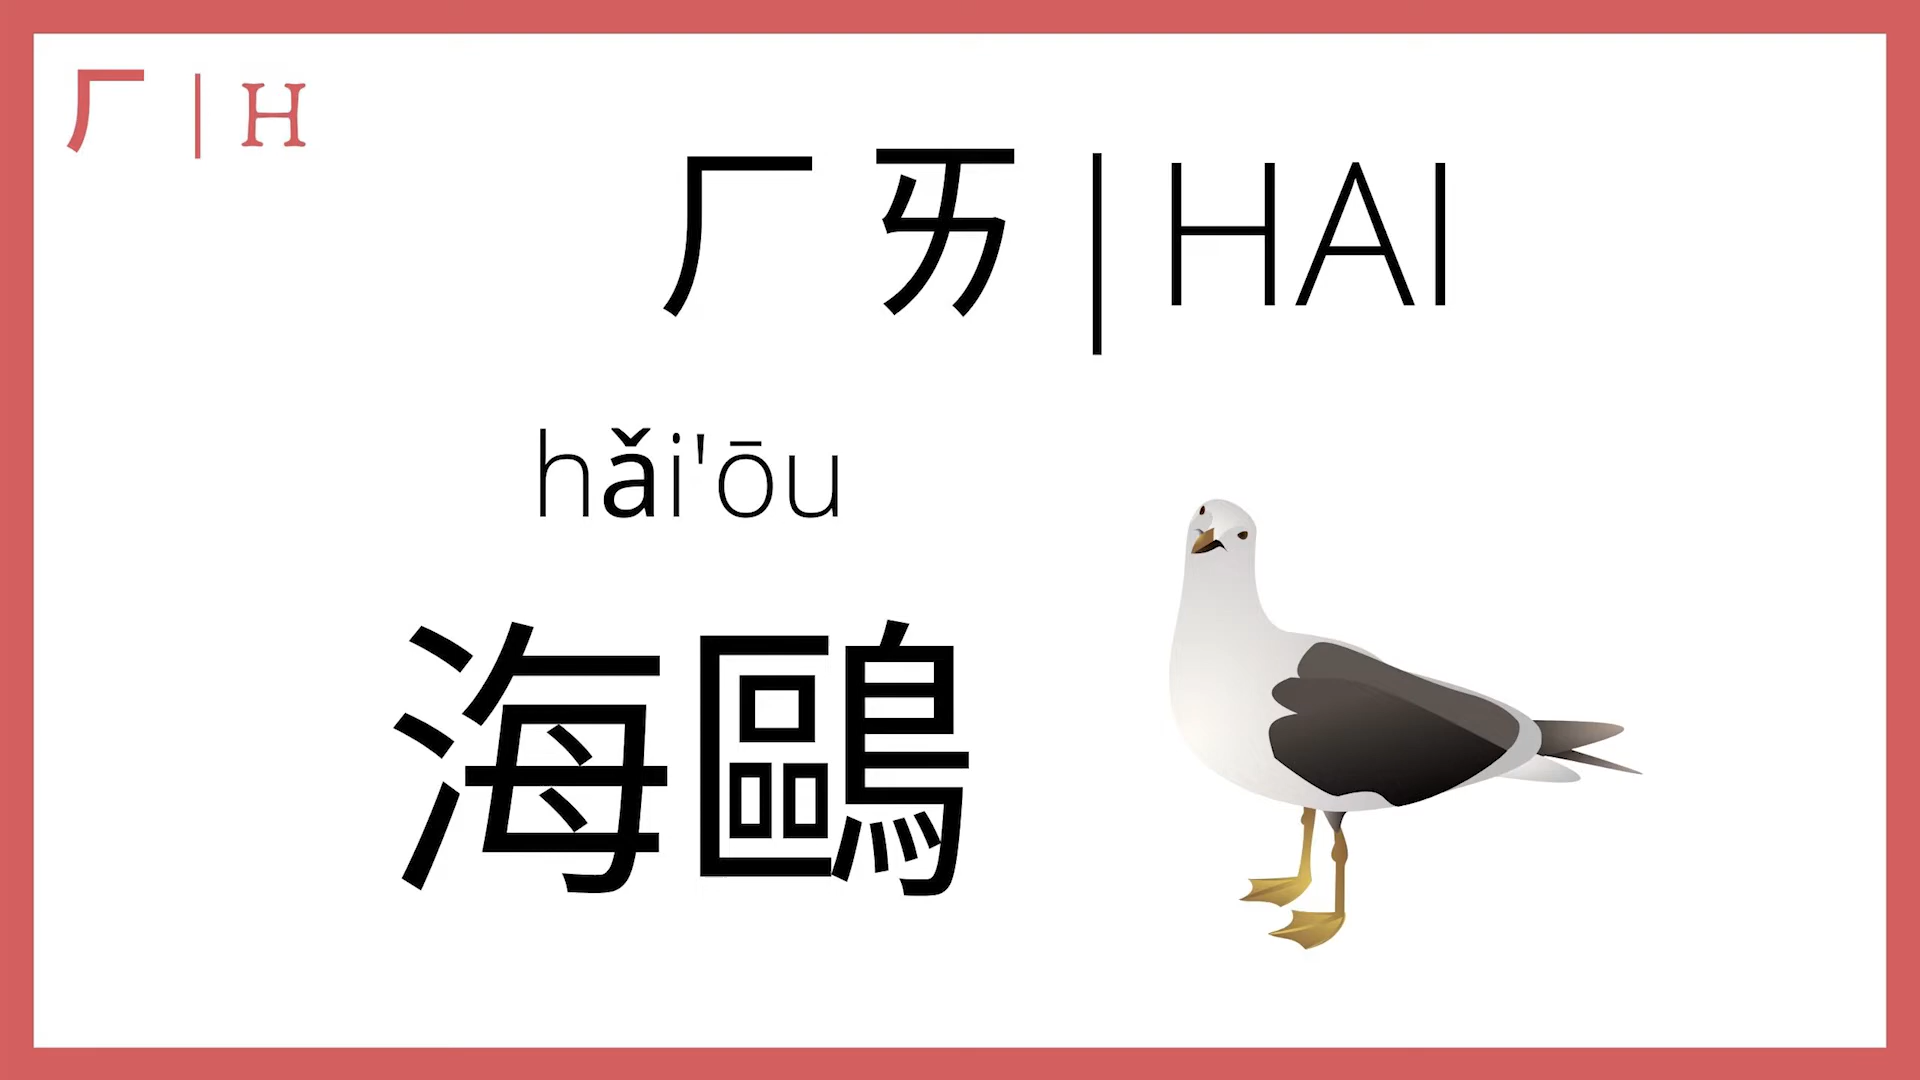 ㄏ | H
ㄏㄞ | HAI
hǎi'ōu
海鷗